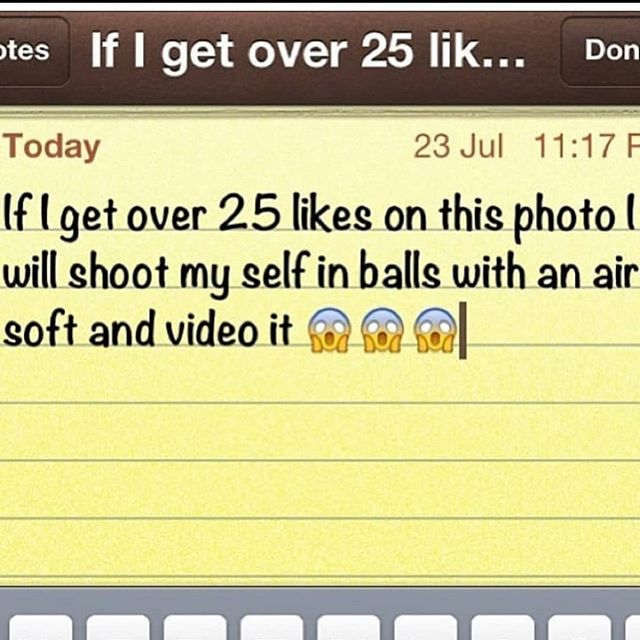 otes If I get over 25 lik... Don
Today 23 Jul 11:17 P
If I get over 25 likes on this photo I
will shoot my self in balls with an air
soft and video it 😱😱😱